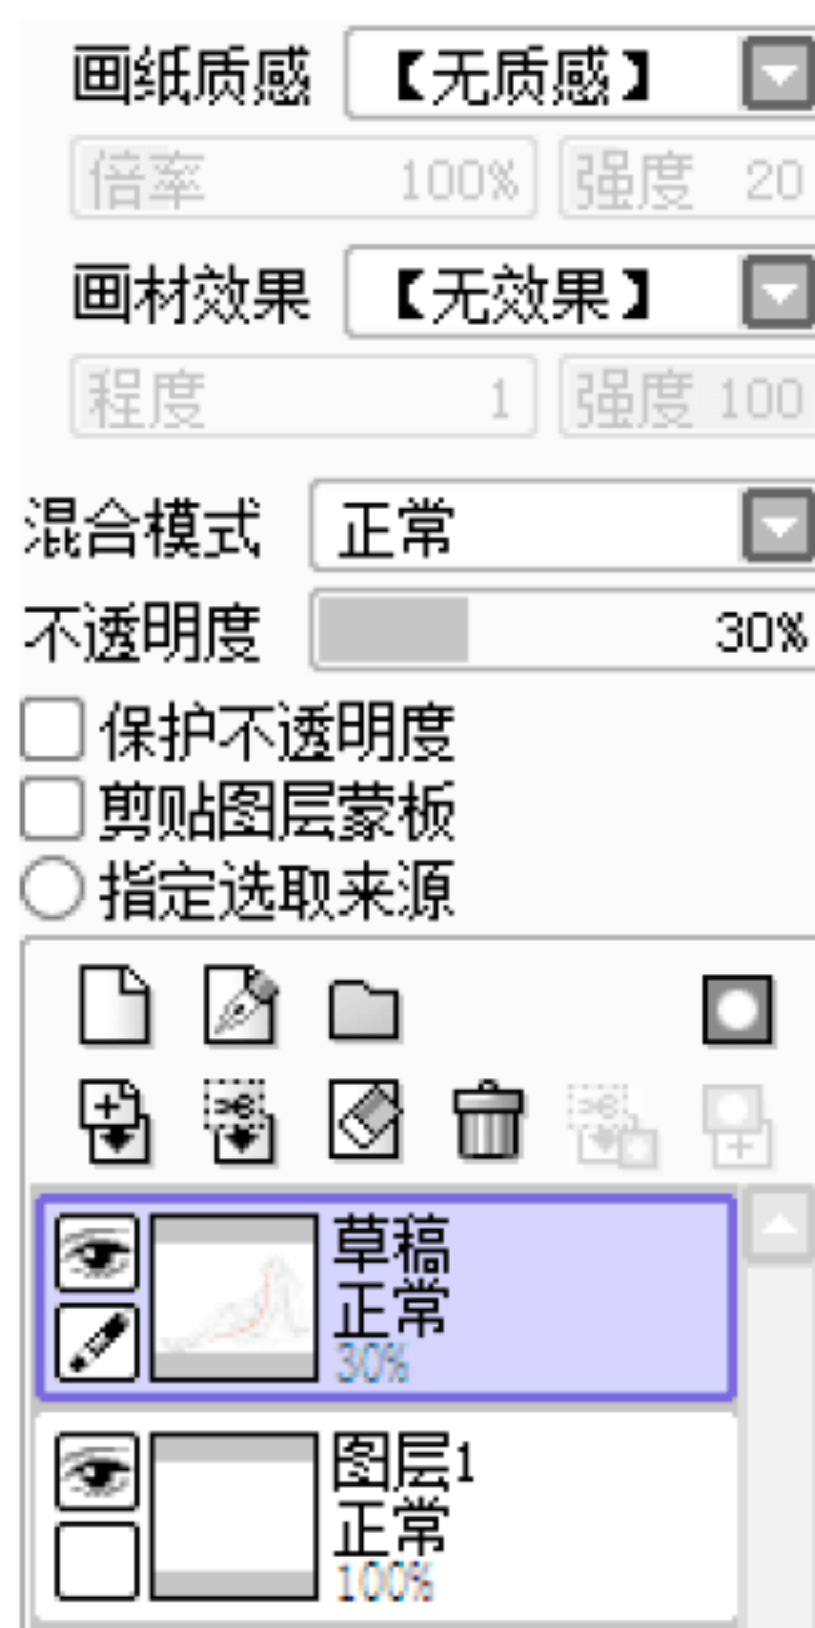 画纸质感 【无质感】
倍率 100% 强度 20
画材效果 【无效果】
程度 1 强度 100
混合模式 正常
不透明度 30%
保护不透明度
剪贴图层蒙板
指定选取来源
草稿
正常
30%
图层1
正常
100%